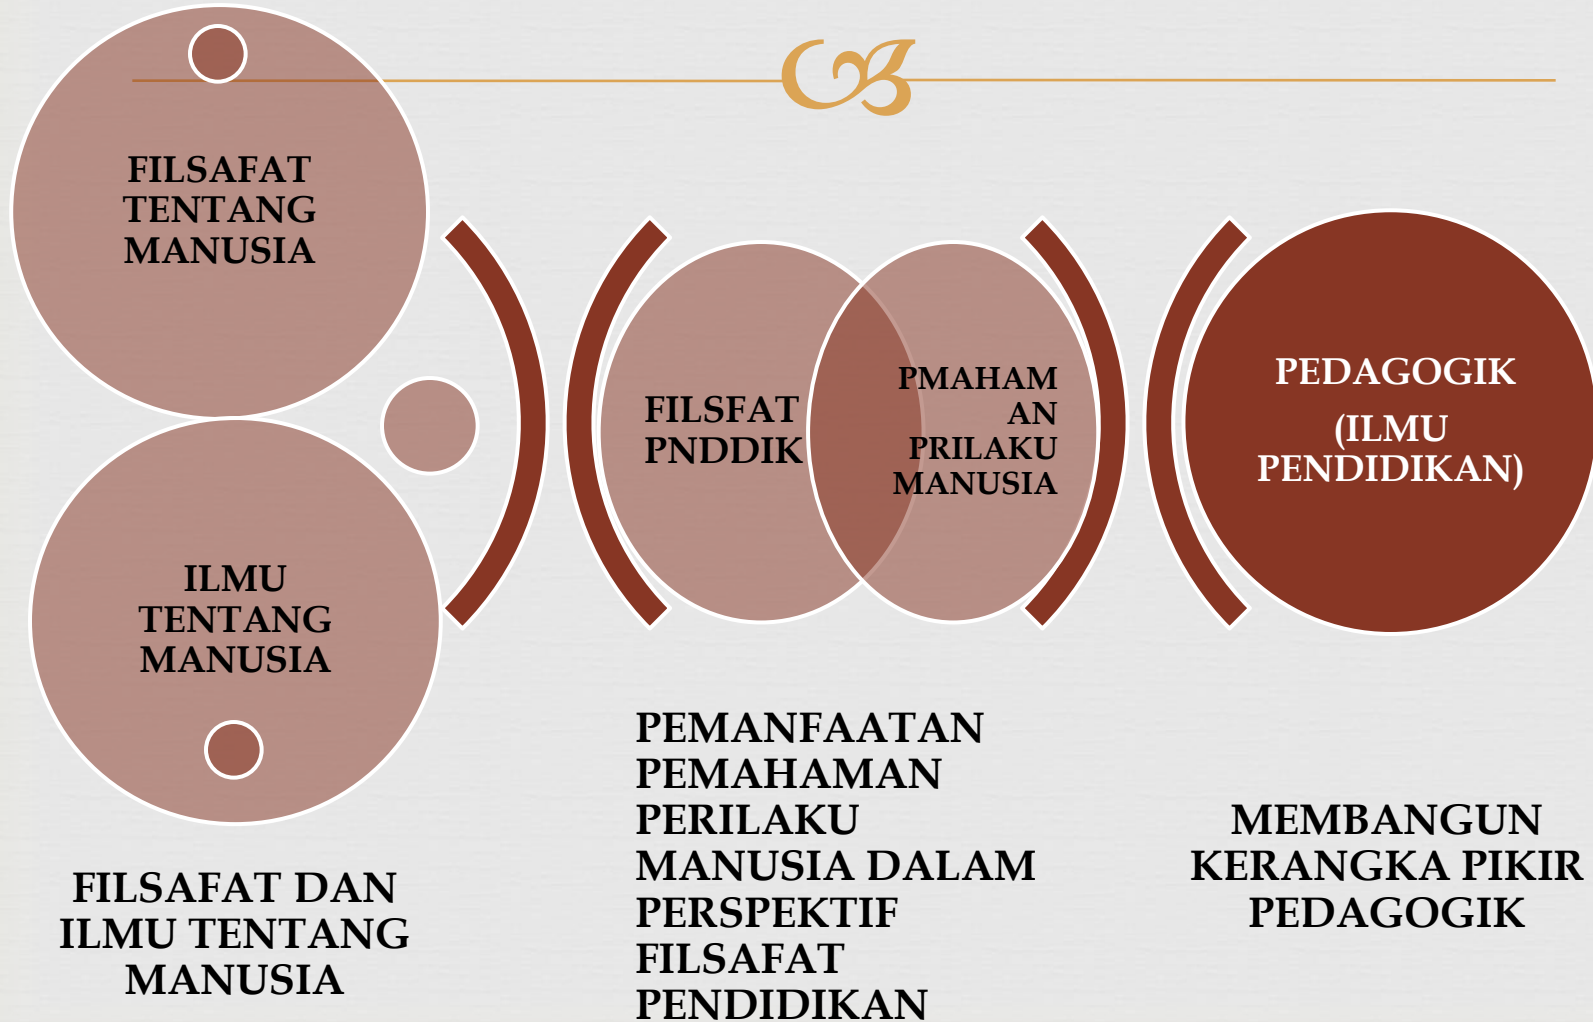 FILSAFAT
TENTANG
MANUSIA
ILMU
TENTANG
MANUSIA
FILSAFAT DAN
ILMU TENTANG
MANUSIA
FILSFAT
PNDDIK
PMAHAM
AN
PRILAKU
MANUSIA
PEMANFAATAN
PEMAHAMAN
PERILAKU
MANUSIA DALAM
PERSPEKTIF
FILSAFAT
PENDIDIKAN
PEDAGOGIK
(ILMU
PENDIDIKAN)
MEMBANGUN
KERANGKA PIKIR
PEDAGOGIK